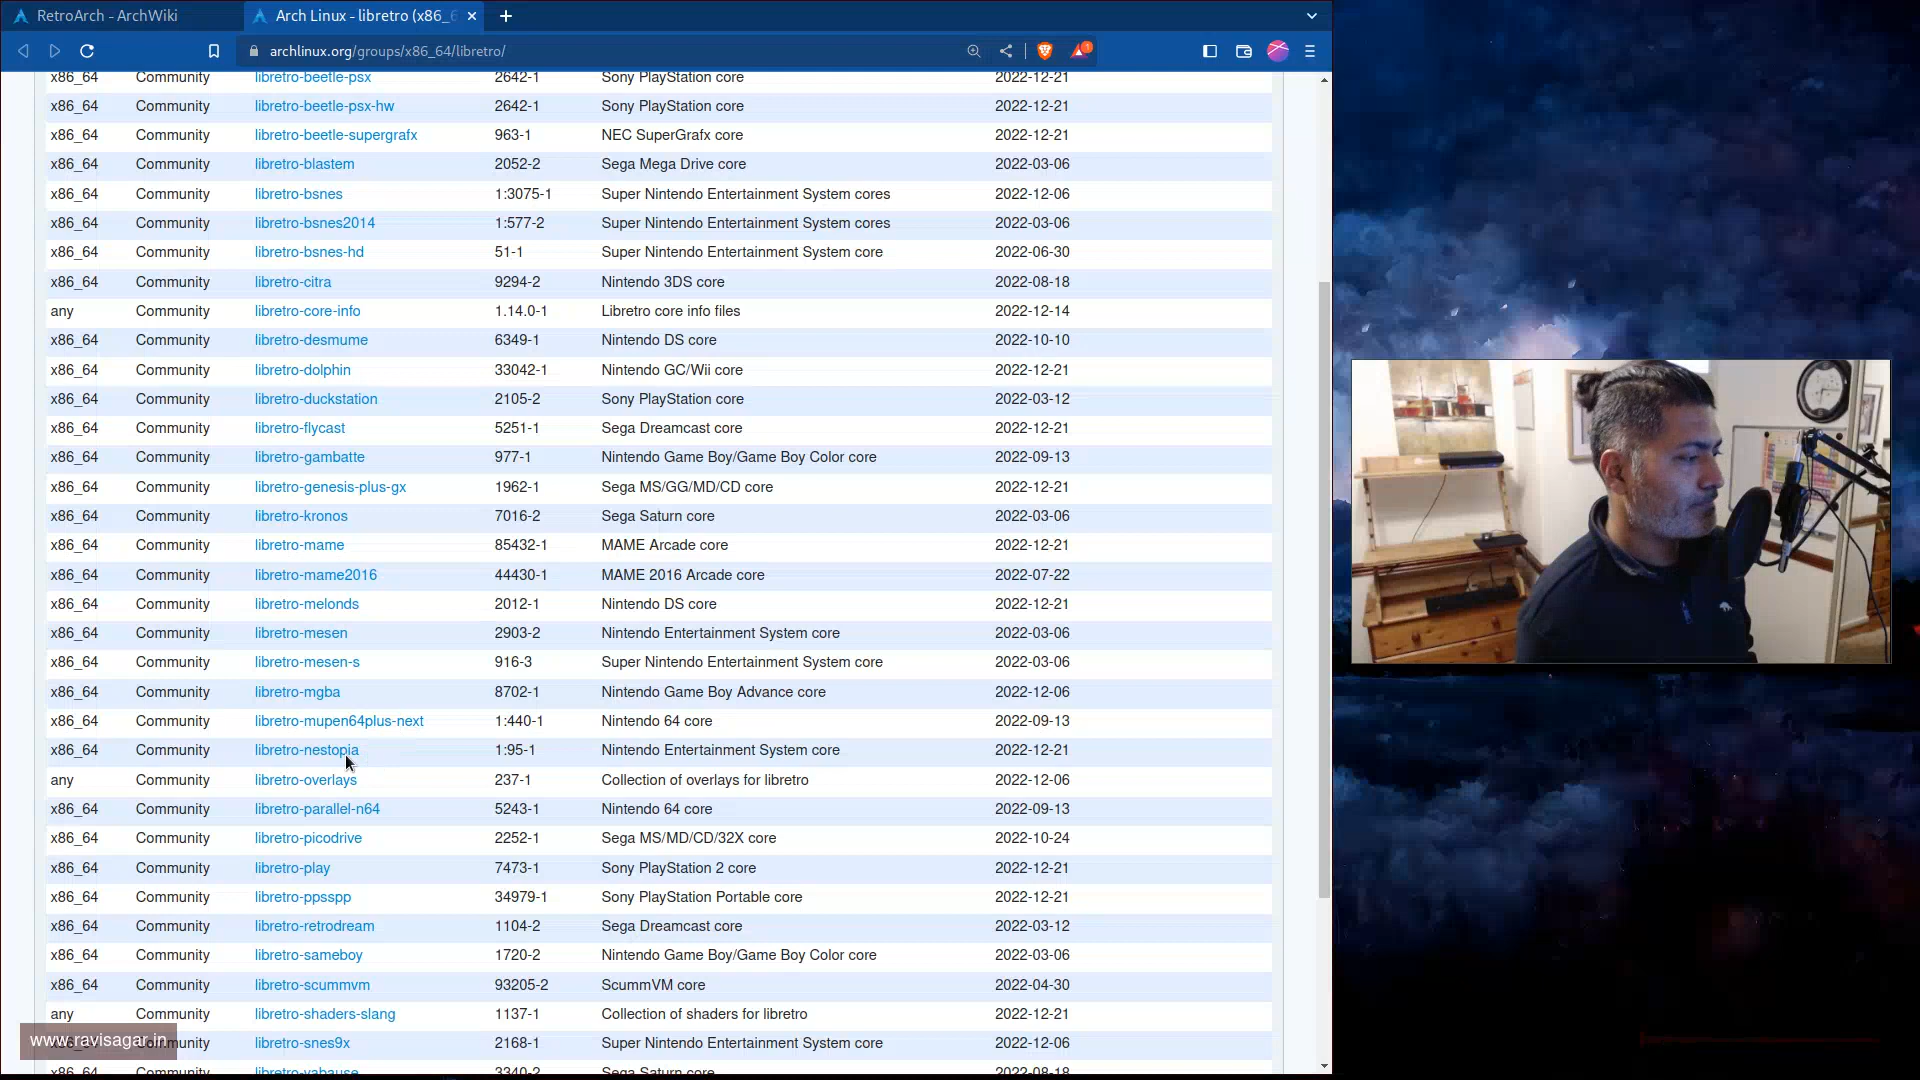 RetroArch - ArchWiki
Arch Linux - libretro (x86_6
archlinux.org/groups/x86_64/libretro/
x86_64 Community libretro-beetle-psx 2642-1 Sony PlayStation core 2022-12-21
x86_64 Community libretro-beetle-psx-hw 2642-1 Sony PlayStation core 2022-12-21
x86_64 Community libretro-beetle-supergrafx 963-1 NEC SuperGrafx core 2022-12-21
x86_64 Community libretro-blastem 2052-2 Sega Mega Drive core 2022-03-06
x86_64 Community libretro-bsnes 1:3075-1 Super Nintendo Entertainment System cores 2022-12-06
x86_64 Community libretro-bsnes2014 1:577-2 Super Nintendo Entertainment System cores 2022-03-06
x86_64 Community libretro-bsnes-hd 51-1 Super Nintendo Entertainment System core 2022-06-30
x86_64 Community libretro-citra 9294-2 Nintendo 3DS core 2022-08-18
any Community libretro-core-info 1.14.0-1 Libretro core info files 2022-12-14
x86_64 Community libretro-desmume 6349-1 Nintendo DS core 2022-10-10
x86_64 Community libretro-dolphin 33042-1 Nintendo GC/Wii core 2022-12-21
x86_64 Community libretro-duckstation 2105-2 Sony PlayStation core 2022-03-12
x86_64 Community libretro-flycast 5251-1 Sega Dreamcast core 2022-12-21
x86_64 Community libretro-gambatte 977-1 Nintendo Game Boy/Game Boy Color core 2022-09-13
x86_64 Community libretro-genesis-plus-gx 1962-1 Sega MS/GG/MD/CD core 2022-12-21
x86_64 Community libretro-kronos 7016-2 Sega Saturn core 2022-03-06
x86_64 Community libretro-mame 85432-1 MAME Arcade core 2022-12-21
x86_64 Community libretro-mame2016 44430-1 MAME 2016 Arcade core 2022-07-22
x86_64 Community libretro-melonds 2012-1 Nintendo DS core 2022-12-21
x86_64 Community libretro-mesen 2903-2 Nintendo Entertainment System core 2022-03-06
x86_64 Community libretro-mesen-s 916-3 Super Nintendo Entertainment System core 2022-03-06
x86_64 Community libretro-mgba 8702-1 Nintendo Game Boy Advance core 2022-12-06
x86_64 Community libretro-mupen64plus-next 1:440-1 Nintendo 64 core 2022-09-13
x86_64 Community libretro-nestopia 1:95-1 Nintendo Entertainment System core 2022-12-21
any Community libretro-overlays 237-1 Collection of overlays for libretro 2022-12-06
x86_64 Community libretro-parallel-n64 5243-1 Nintendo 64 core 2022-09-13
x86_64 Community libretro-picodrive 2252-1 Sega MS/MD/CD/32X core 2022-10-24
x86_64 Community libretro-play 7473-1 Sony PlayStation 2 core 2022-12-21
x86_64 Community libretro-ppsspp 34979-1 Sony PlayStation Portable core 2022-12-21
x86_64 Community libretro-retrodream 1104-2 Sega Dreamcast core 2022-03-12
x86_64 Community libretro-sameboy 1720-2 Nintendo Game Boy/Game Boy Color core 2022-03-06
x86_64 Community libretro-scummvm 93205-2 ScummVM core 2022-04-30
any Community libretro-shaders-slang 1137-1 Collection of shaders for libretro 2022-12-21
www.ravisagar.in
x86_64 Community libretro-snes9x 2168-1 Super Nintendo Entertainment System core 2022-12-06
x86_64 Community libretro-yabause 3340-2 Sega Saturn core 2022-08-18